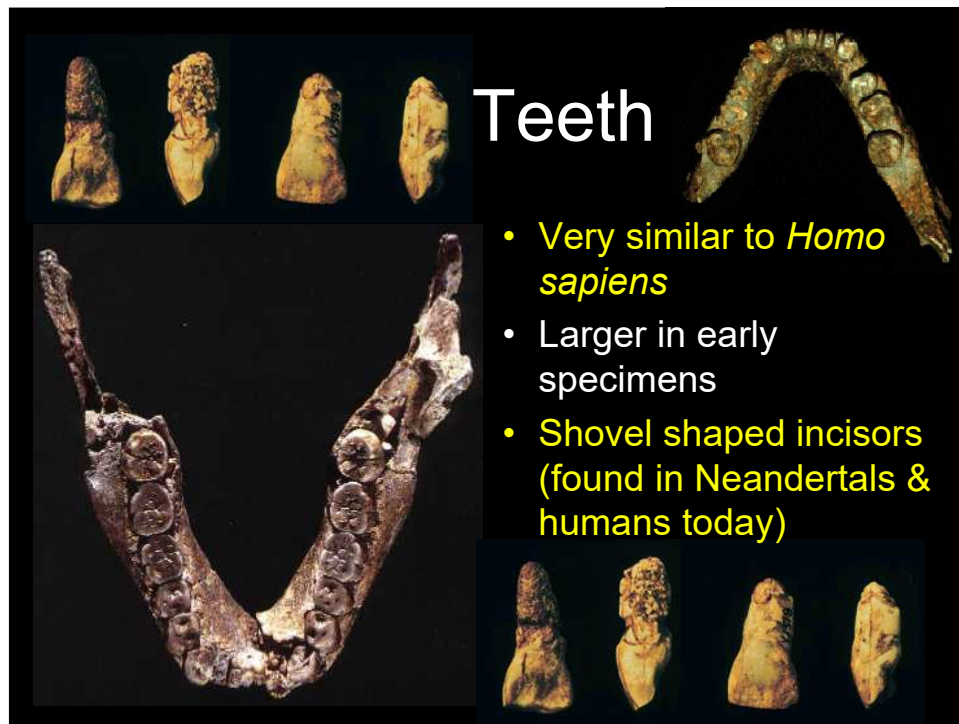 Teeth
• Very similar to Homo
sapiens
• Larger in early
specimens
• Shovel shaped incisors
(found in Neandertals &
humans today)